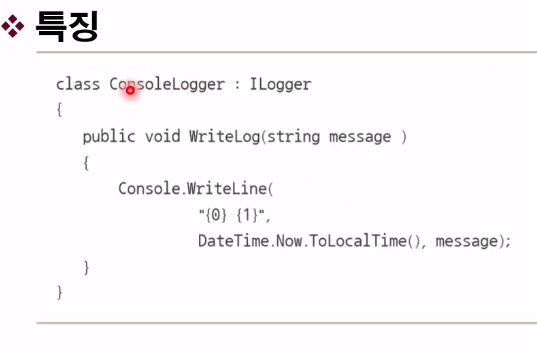 특징
class ConsoleLogger : ILogger
{
public void WriteLog(string message )
{
Console.WriteLine(
"{0} {1}",
DateTime.Now.ToLocalTime(), message);
}
}